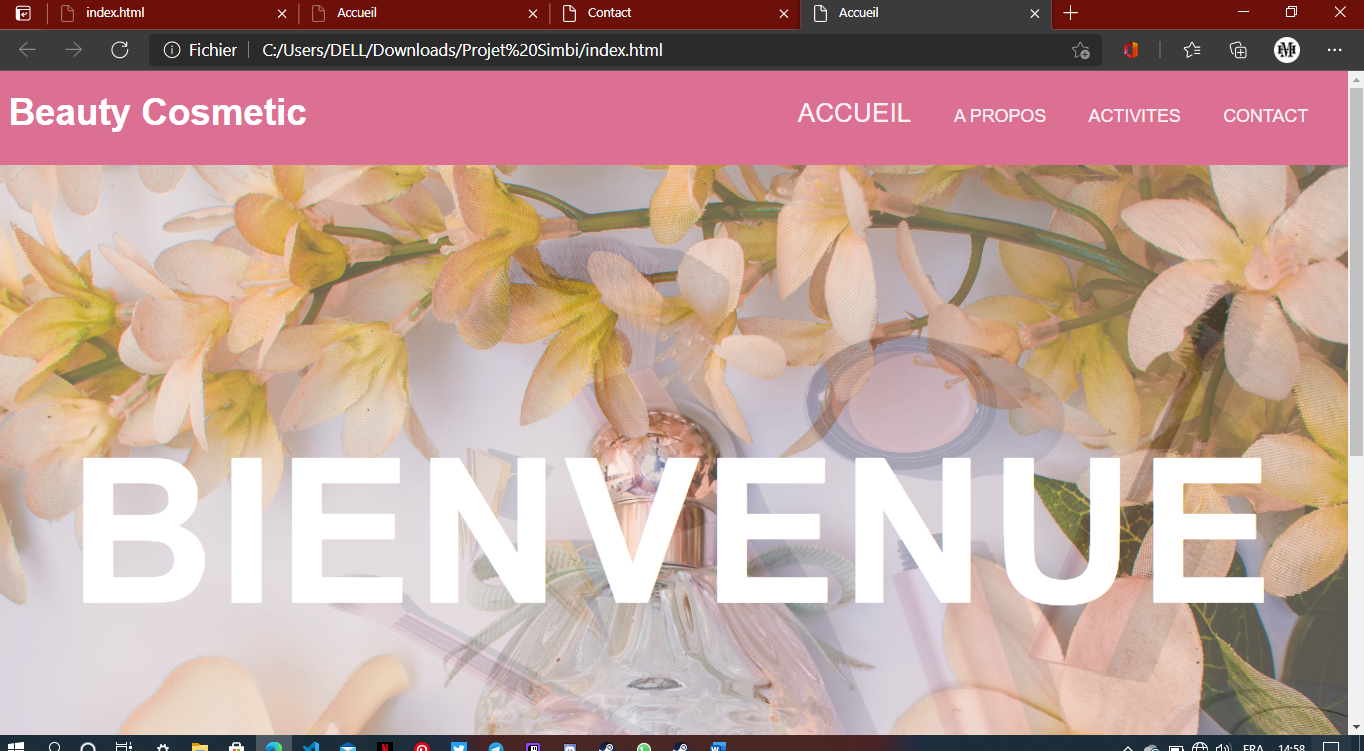 index.html
Accueil
Contact
Accueil
Fichier
C:/Users/DELL/Downloads/Projet%20Simbi/index.html
Beauty Cosmetic
ACCUEIL
A PROPOS
ACTIVITES
CONTACT
BIENVENUE
FRA
14:58